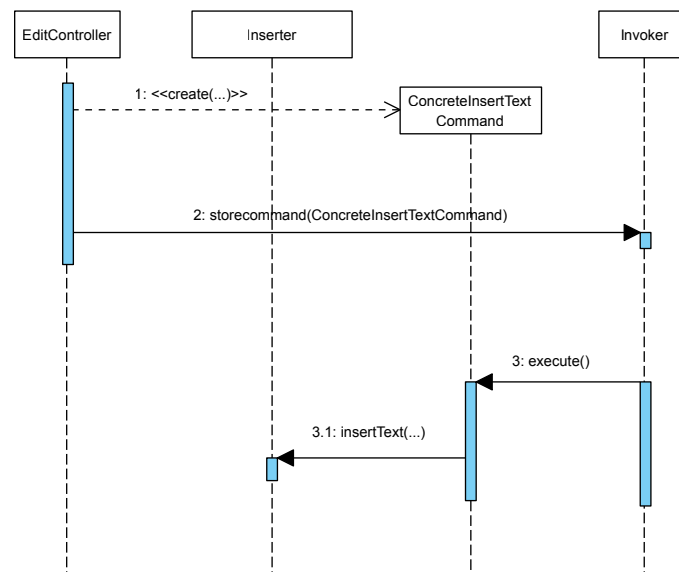 EditController
Inserter
Invoker
1: <<create(...)>>
ConcreteInsertText
Command
2: storecommand(ConcreteInsertTextCommand)
3: execute()
3.1: insertText(...)